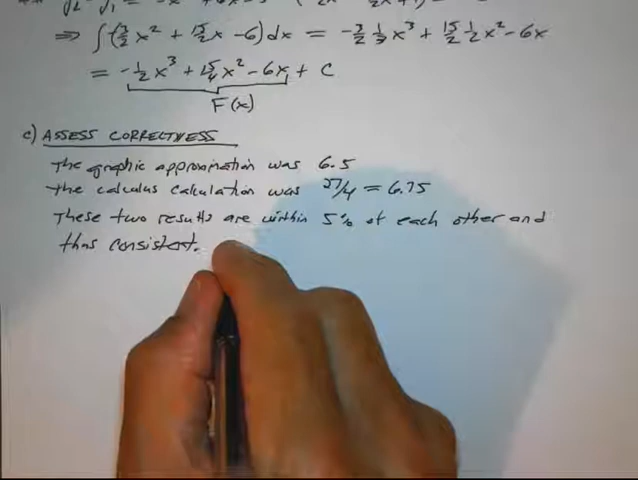 ⇒ ∫(3/2 x² + 15/2 x - 6) dx = -3/2 1/3 x³ + 15/2 1/2 x² - 6x
= -1/2 x³ + 15/4 x² - 6x + C
F(x)
c) ASSESS CORRECTNESS
The graphic approximation was 6.5
The calculus calculation was 27/4 = 6.75
These two results are within 5% of each other and
thus consistent.